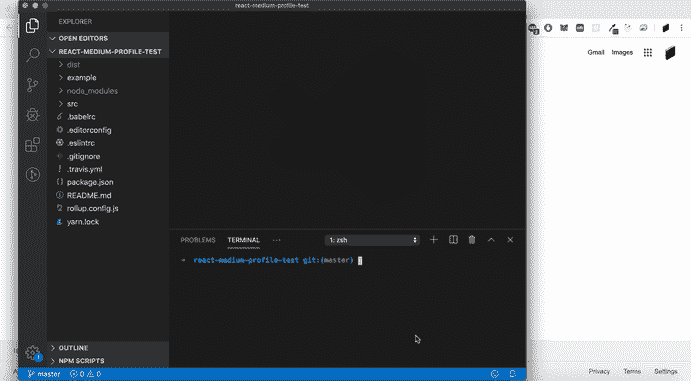 react-medium-profile-test
EXPLORER
OPEN EDITORS
REACT-MEDIUM-PROFILE-TEST
dist
example
node_modules
src
.babelrc
.editorconfig
.eslintrc
.gitignore
.travis.yml
package.json
README.md
rollup.config.js
yarn.lock
OUTLINE
NPM SCRIPTS
PROBLEMS TERMINAL ···
1: zsh
→ react-medium-profile-test git:(master)
master 0 0
Gmail Images
Privacy Terms Settings